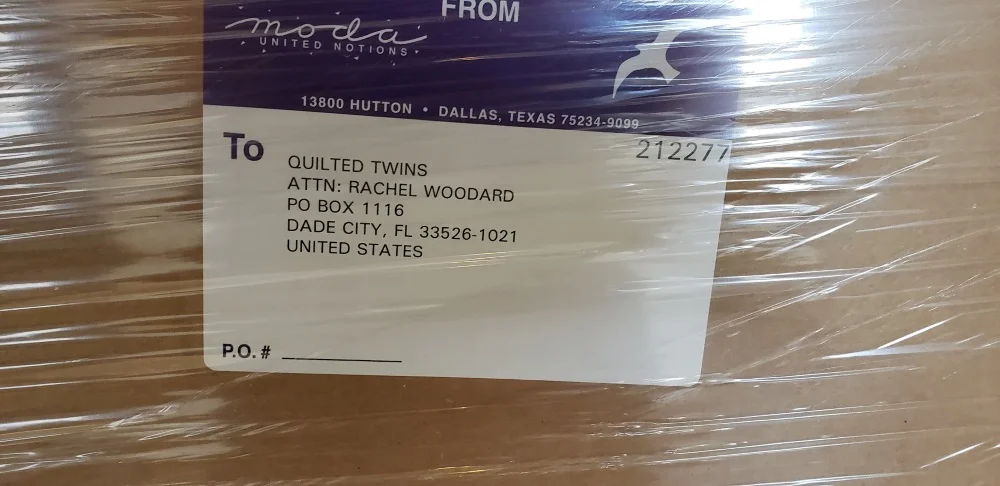 FROM
moda
UNITED NOTIONS
13800 HUTTON • DALLAS, TEXAS 75234-9099
To
212277
QUILTED TWINS
ATTN: RACHEL WOODARD
PO BOX 1116
DADE CITY, FL 33526-1021
UNITED STATES
P.O. #